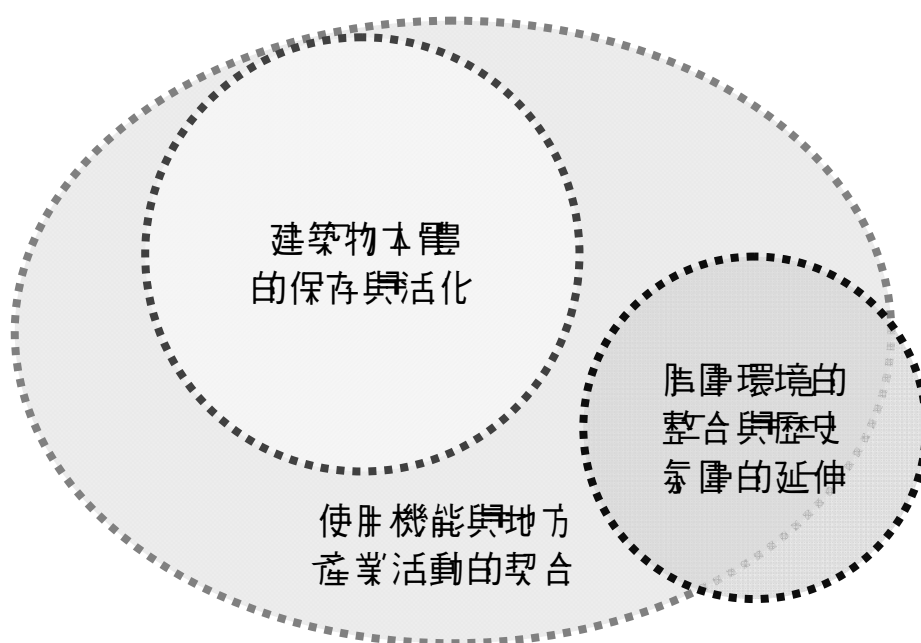 建築物本體
的保存與活化
周圍環境的
整合與歷史
氛圍的延伸
使用機能與地方
產業活動的契合